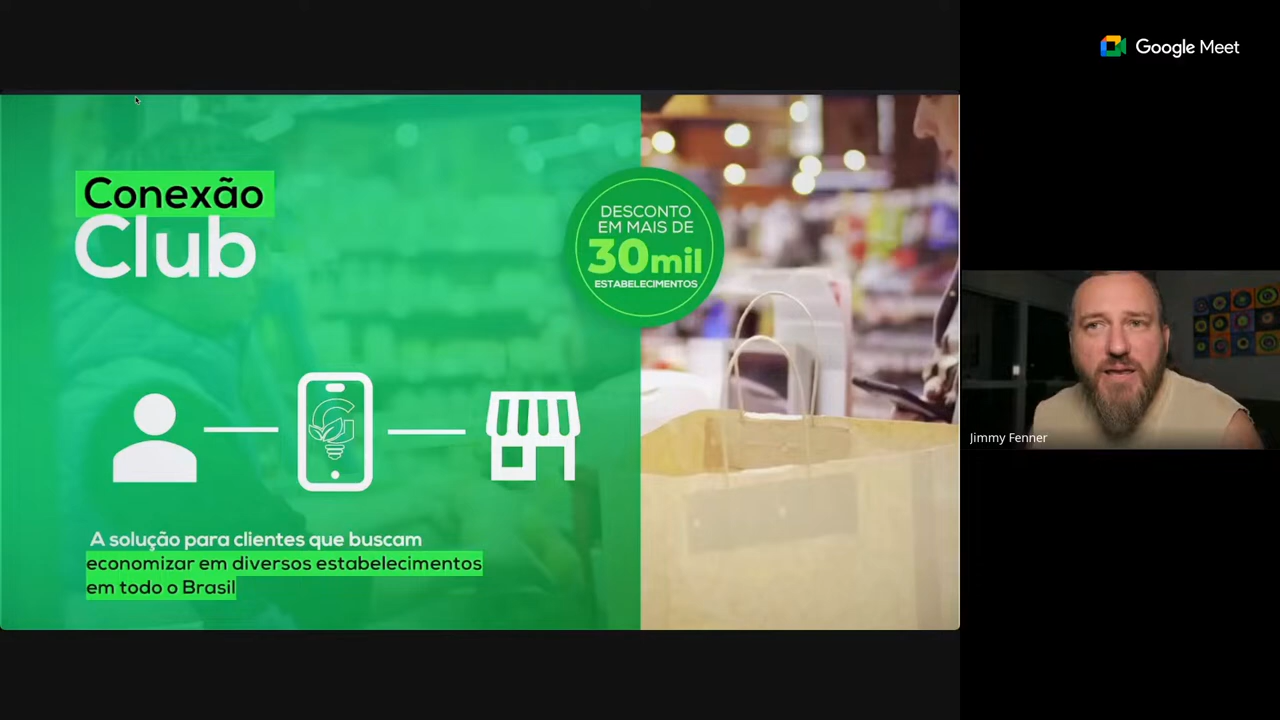 Google Meet
Conexão
Club
DESCONTO
EM MAIS DE
30mil
ESTABELECIMENTOS
A solução para clientes que buscam
economizar em diversos estabelecimentos
em todo o Brasil
Jimmy Fenner